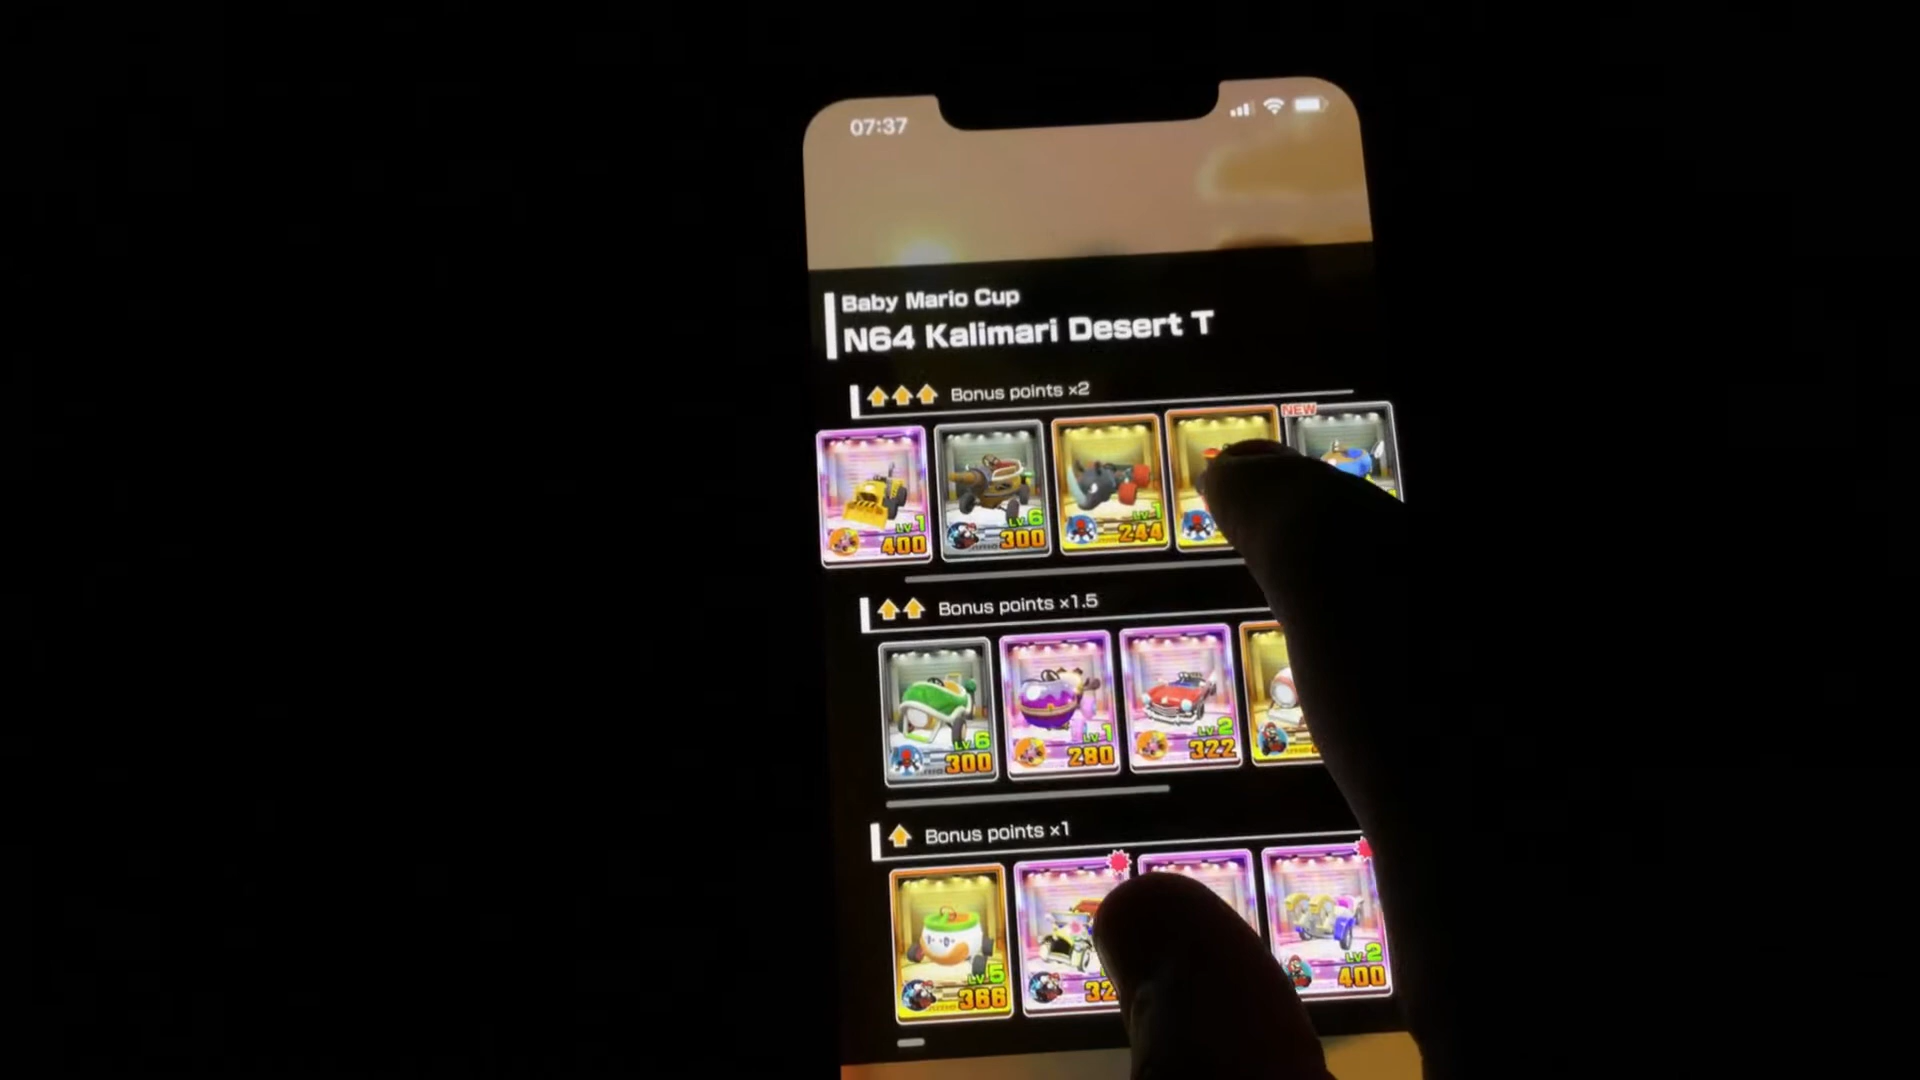 07:37
Baby Mario Cup
N64 Kalimari Desert T
Bonus points ×2
NEW
Lv.1 Lv.6 Lv.1
400 300 244
Bonus points ×1.5
Lv.6 Lv.1 Lv.2
300 280 322
Bonus points ×1
Lv.5 Lv.2
366 32 400